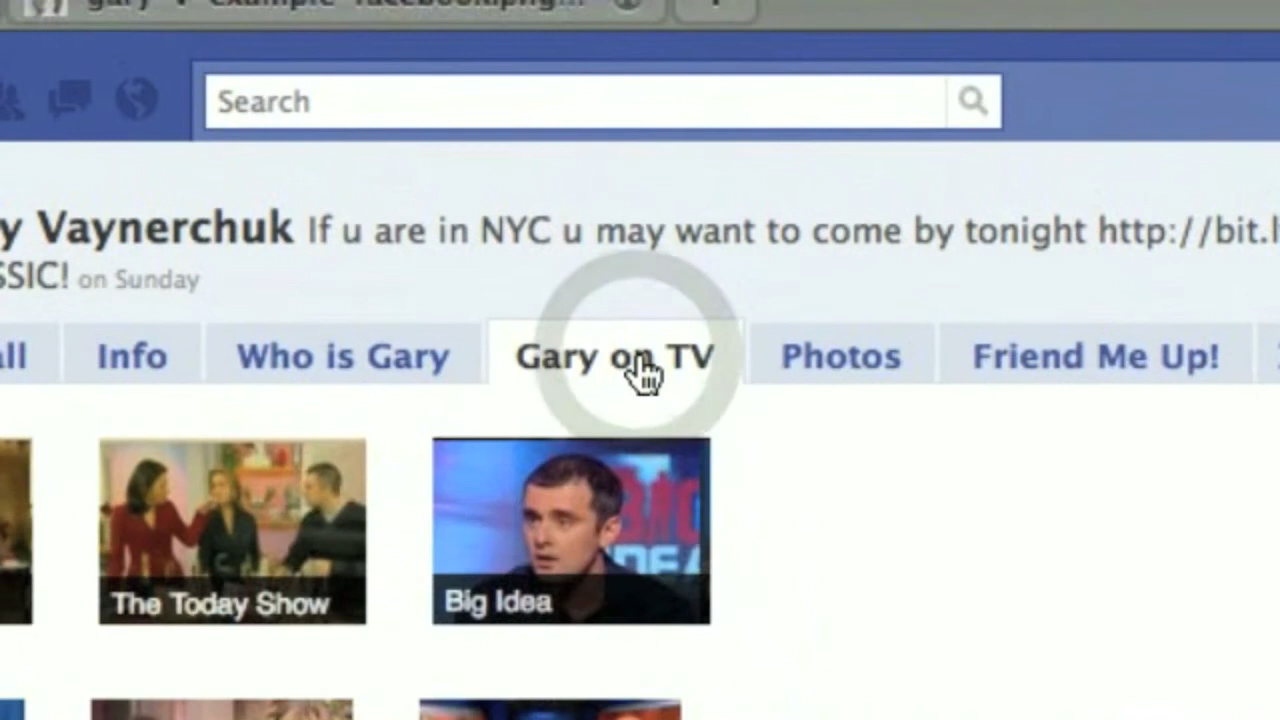 Search
y Vaynerchuk If u are in NYC u may want to come by tonight http://bit.l
SSIC! on Sunday
all Info Who is Gary Gary on TV Photos Friend Me Up!
The Today Show Big Idea